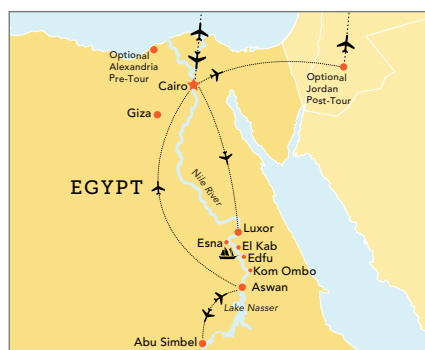 Optional
Alexandria
Pre-Tour
Cairo
Optional
Jordan
Post-Tour
Giza
EGYPT
Nile River
Luxor
Esna
El Kab
Edfu
Kom Ombo
Aswan
Lake Nasser
Abu Simbel